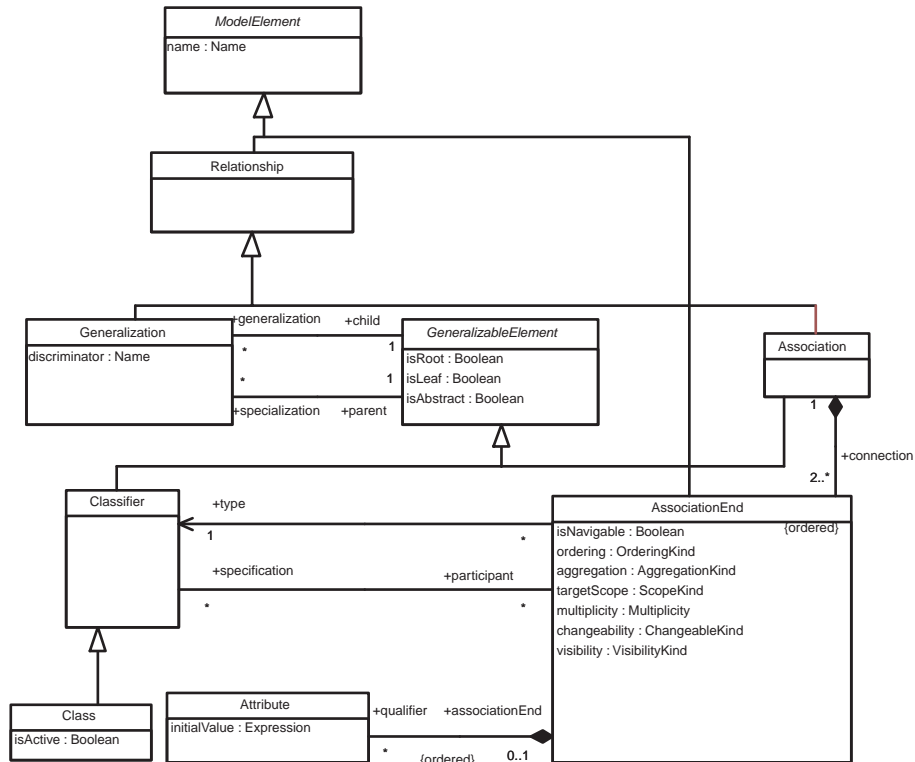 ModelElement
name : Name
Relationship
+generalization
+child
Generalization
GeneralizableElement
Association
discriminator : Name
*
1
isRoot : Boolean
*
1
isLeaf : Boolean
isAbstract : Boolean
+specialization
+parent
1
+connection
2..*
Classifier
+type
AssociationEnd
1
*
isNavigable : Boolean
{ordered}
ordering : OrderingKind
+specification
+participant
aggregation : AggregationKind
targetScope : ScopeKind
*
*
multiplicity : Multiplicity
changeability : ChangeableKind
visibility : VisibilityKind
Class
isActive : Boolean
Attribute
initialValue : Expression
+qualifier
+associationEnd
*
{ordered}
0..1